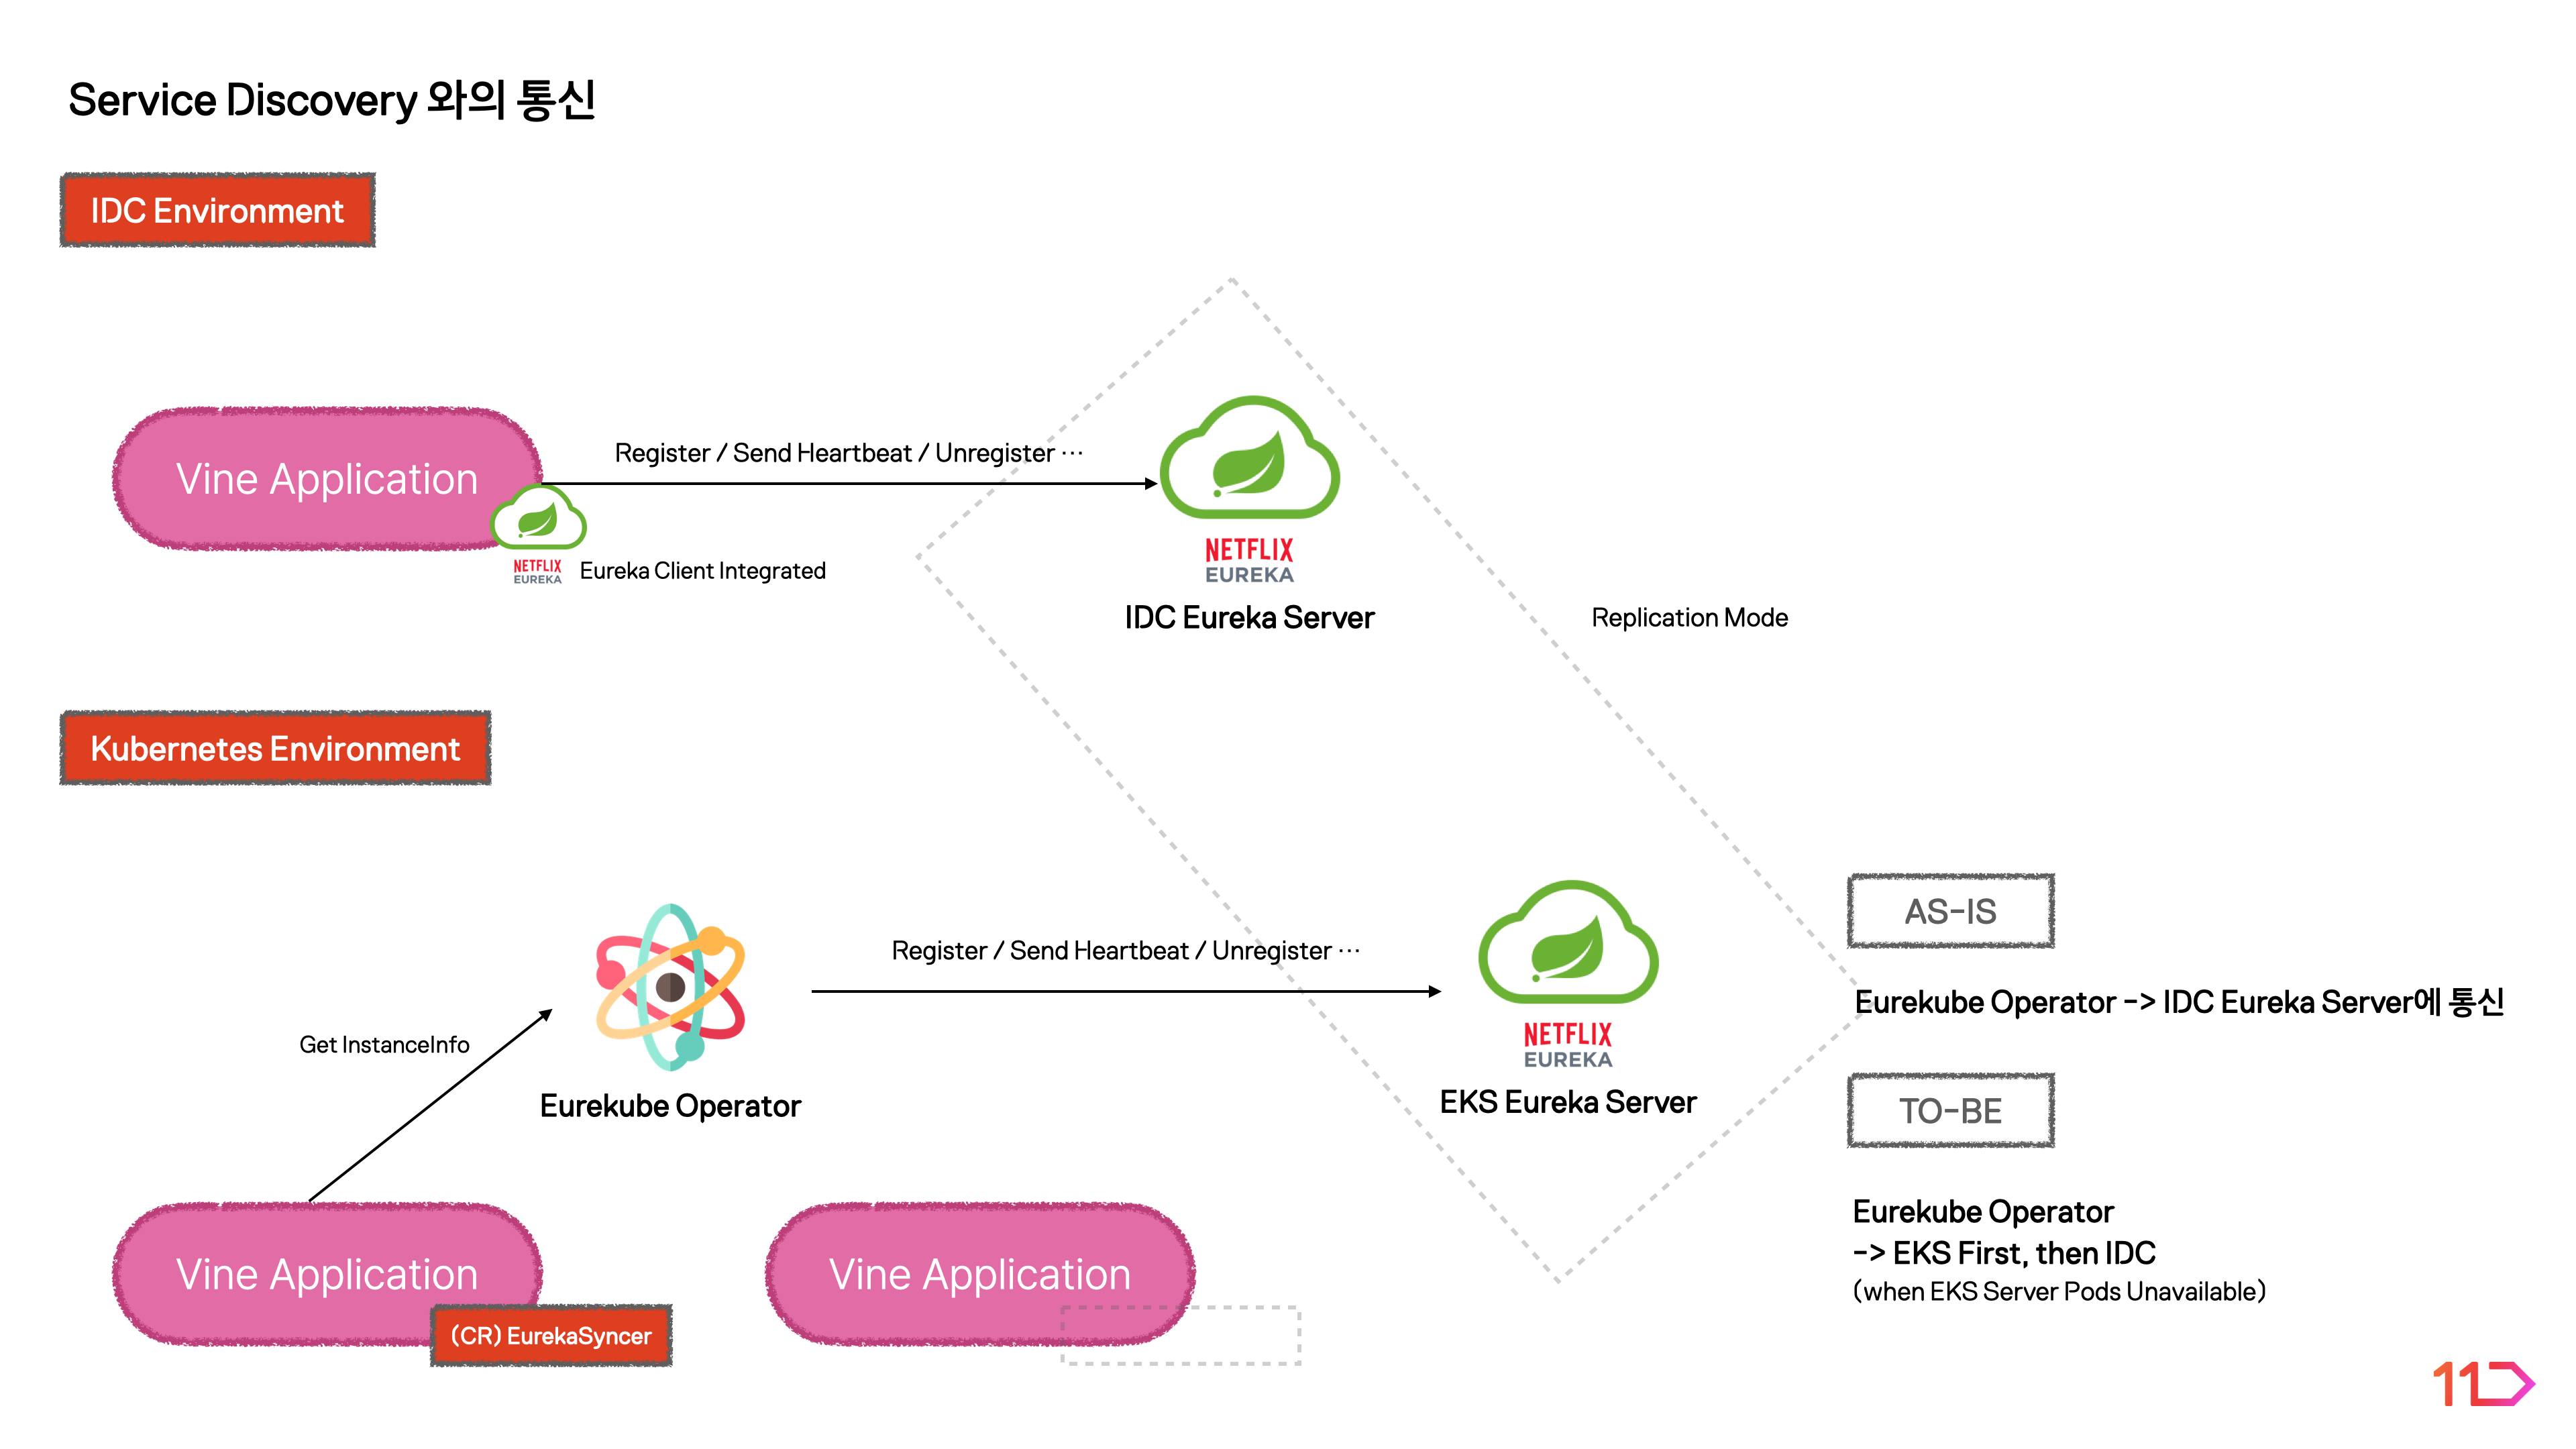 Service Discovery 와의 통신
IDC Environment
Vine Application
Register / Send Heartbeat / Unregister ⋯
NETFLIX
EUREKA
Eureka Client Integrated
NETFLIX
EUREKA
IDC Eureka Server
Replication Mode
Kubernetes Environment
Get InstanceInfo
Eurekube Operator
Register / Send Heartbeat / Unregister ⋯
NETFLIX
EUREKA
EKS Eureka Server
Vine Application
(CR) EurekaSyncer
Vine Application
AS-IS
Eurekube Operator -> IDC Eureka Server에 통신
TO-BE
Eurekube Operator
-> EKS First, then IDC
(when EKS Server Pods Unavailable)
11